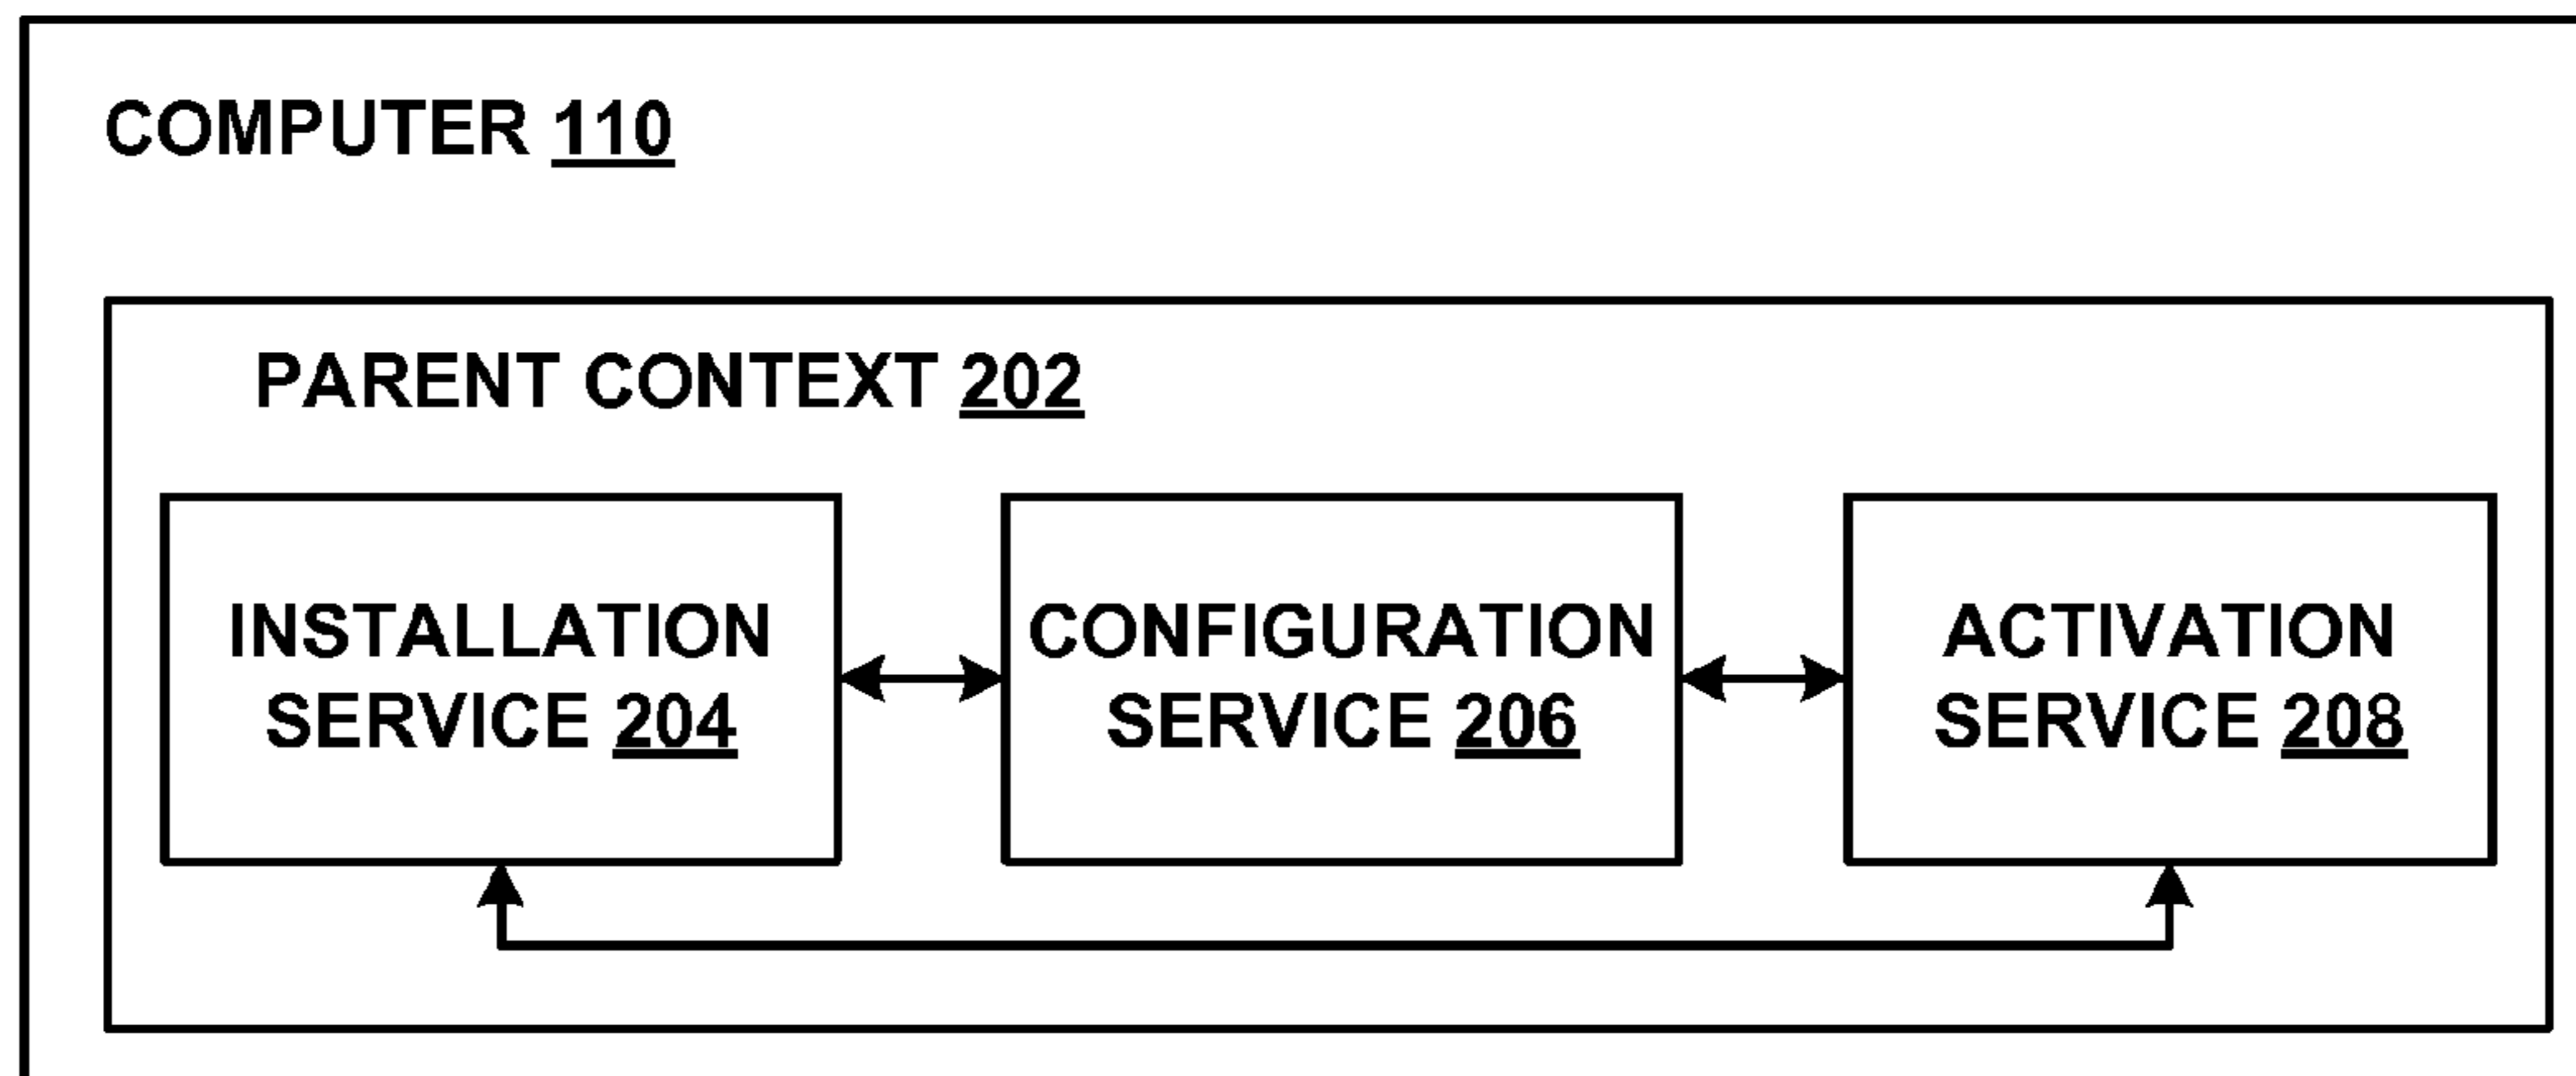 COMPUTER 110
PARENT CONTEXT 202
INSTALLATION
SERVICE 204
CONFIGURATION
SERVICE 206
ACTIVATION
SERVICE 208